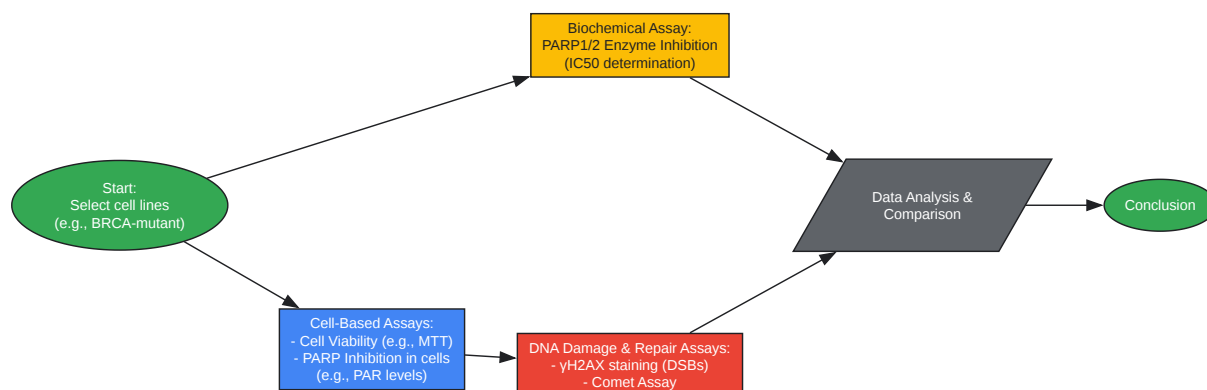 Biochemical Assay:
PARP1/2 Enzyme Inhibition
(IC50 determination)
Start:
Select cell lines
(e.g., BRCA-mutant)
Data Analysis &
Comparison
Conclusion
Cell-Based Assays:
- Cell Viability (e.g., MTT)
- PARP Inhibition in cells
(e.g., PAR levels)
DNA Damage & Repair Assays:
- γH2AX staining (DSBs)
- Comet Assay